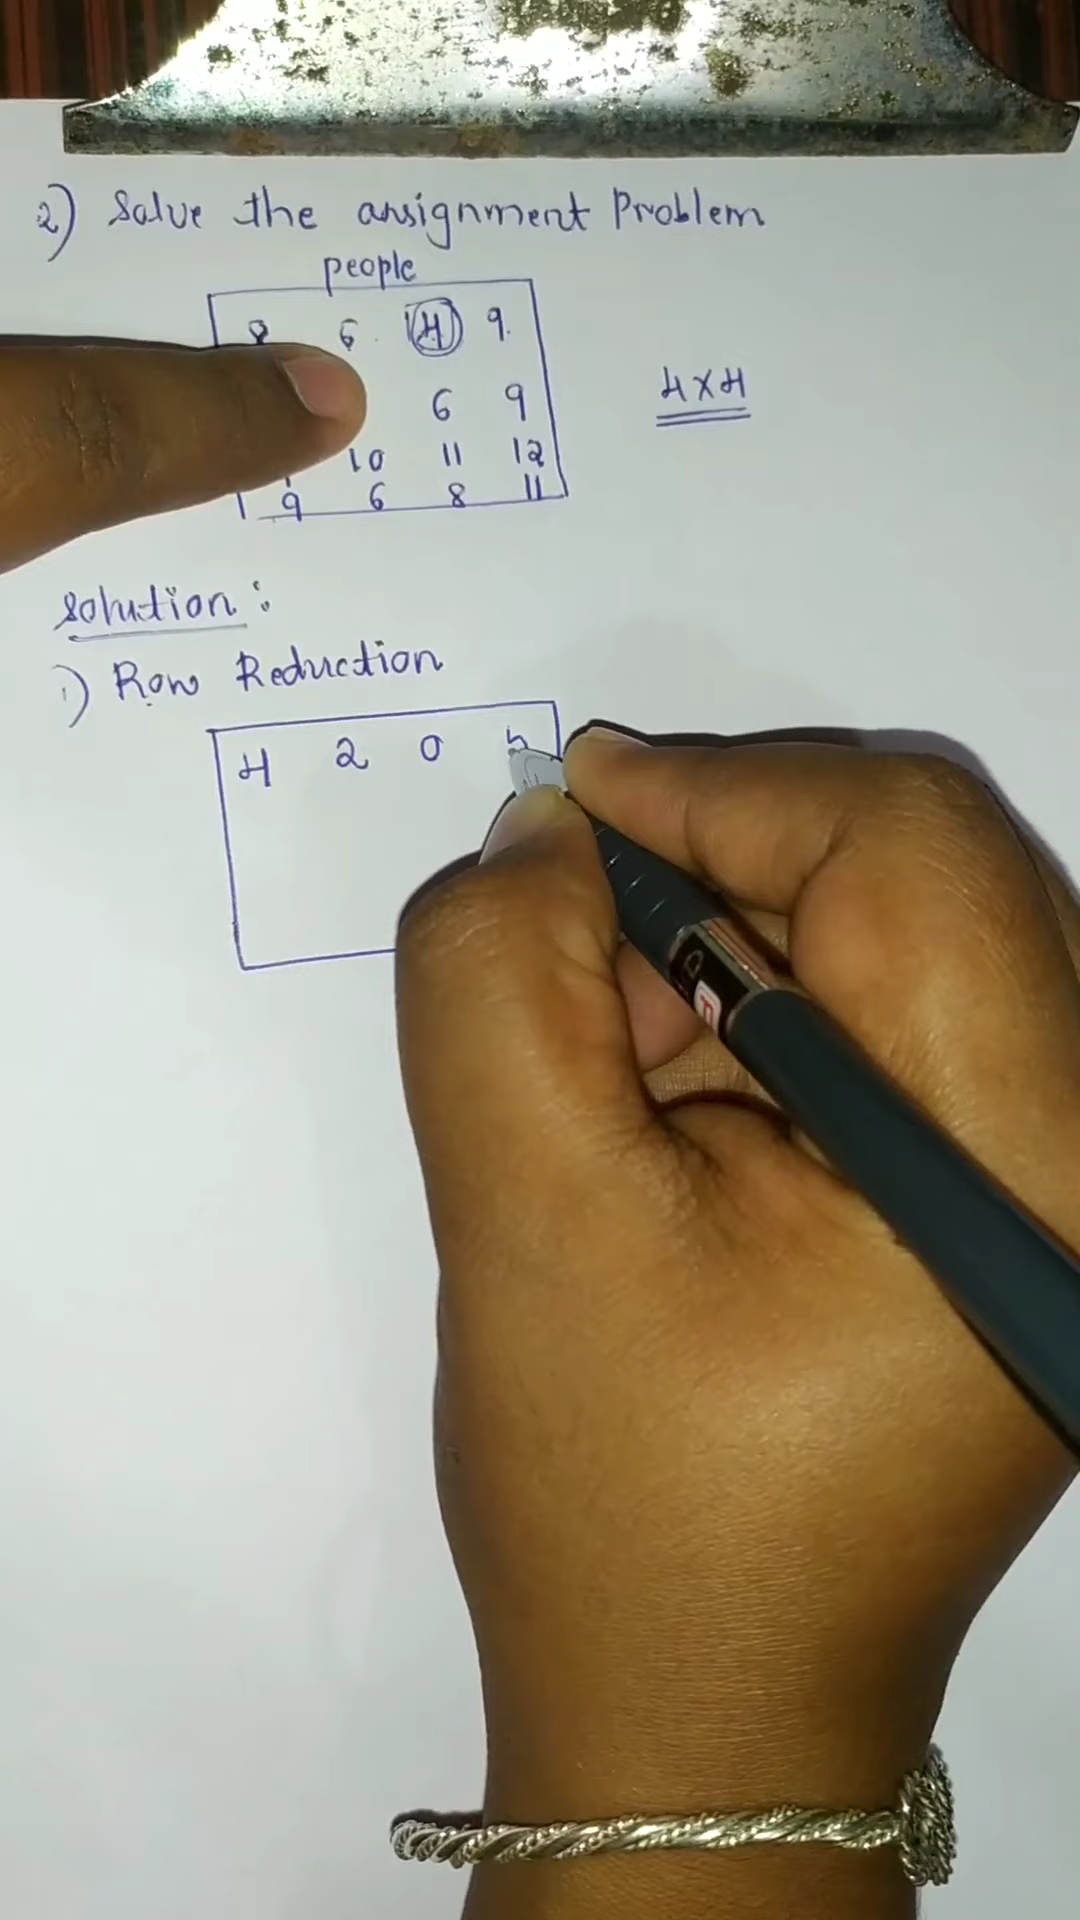 2) Solve the assignment Problem
people
8 6 4 9
6 9
10 11 12
9 6 8 11
4x4
Solution :
1) Row Reduction
4 2 0 5